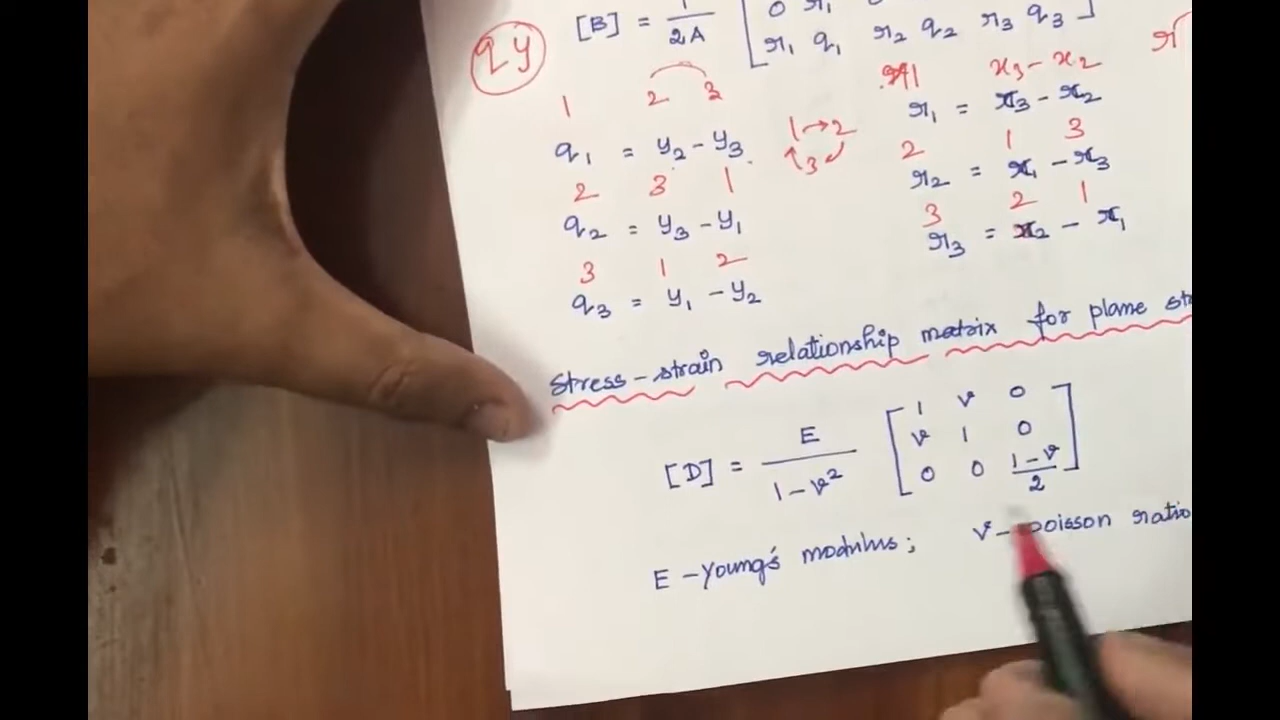 [B] = 1/2A [ 0 r₁
r₁ q₁ r₂ q₂ r₃ q₃ ]
q y
1 2 3
q₁ = y₂ - y₃
2 3 1
q₂ = y₃ - y₁
3 1 2
q₃ = y₁ - y₂
1 → 2
3
1 x₃ - x₂
r₁ = x₃ - x₂
2 1 3
r₂ = x₁ - x₃
3 2 1
r₃ = x₂ - x₁
r
Stress-strain relationship matrix for plane
[D] = E/(1-v²) [ 1 v 0
v 1 0
0 0 (1-v)/2 ]
E - Young's modulus; v - poisson ratio